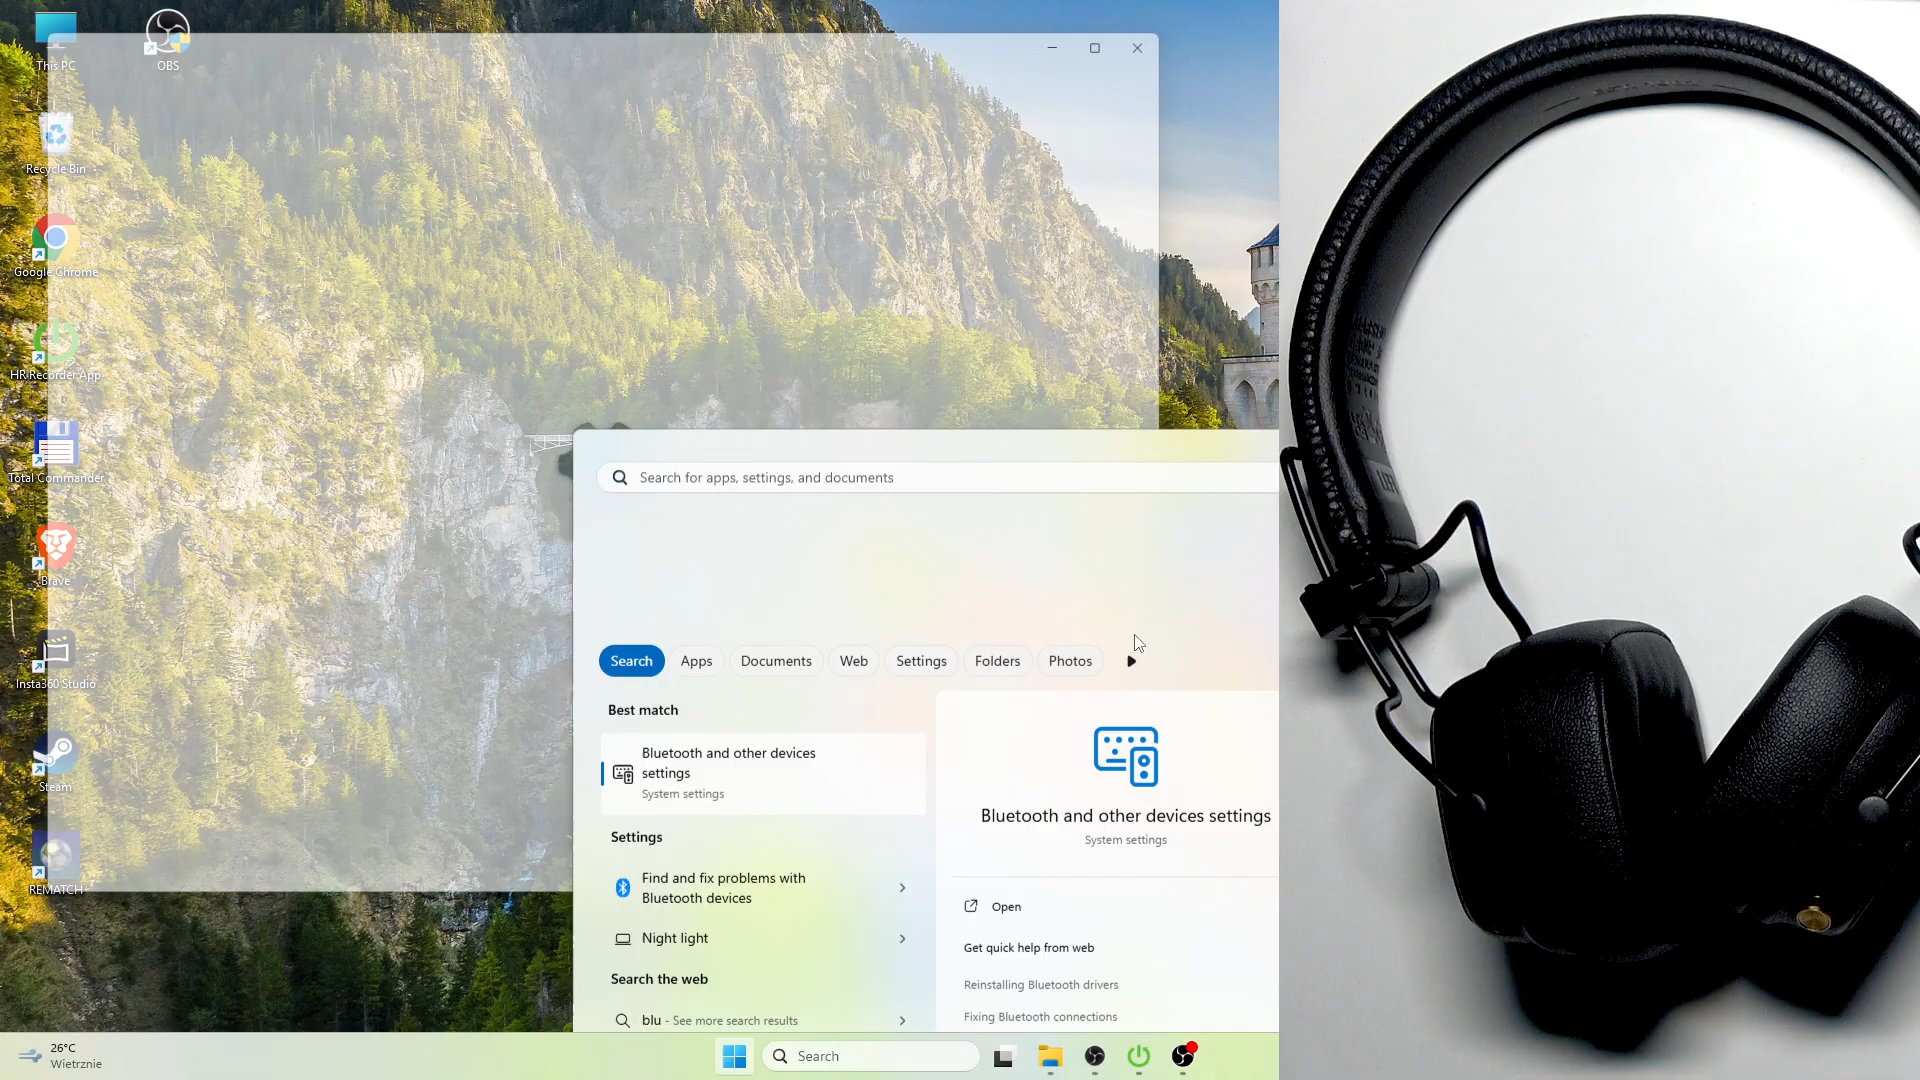 This PC
OBS
Recycle Bin
Google Chrome
HR Recorder App
Total Commander
Brave
Insta360 Studio
Steam
REMATCH
Search for apps, settings, and documents
Search
Apps
Documents
Web
Settings
Folders
Photos
Best match
Bluetooth and other devices
settings
System settings
Settings
Find and fix problems with
Bluetooth devices
Night light
Search the web
blu - See more search results
Bluetooth and other devices settings
System settings
Open
Get quick help from web
Reinstalling Bluetooth drivers
Fixing Bluetooth connections
26°C
Wietrznie
Search